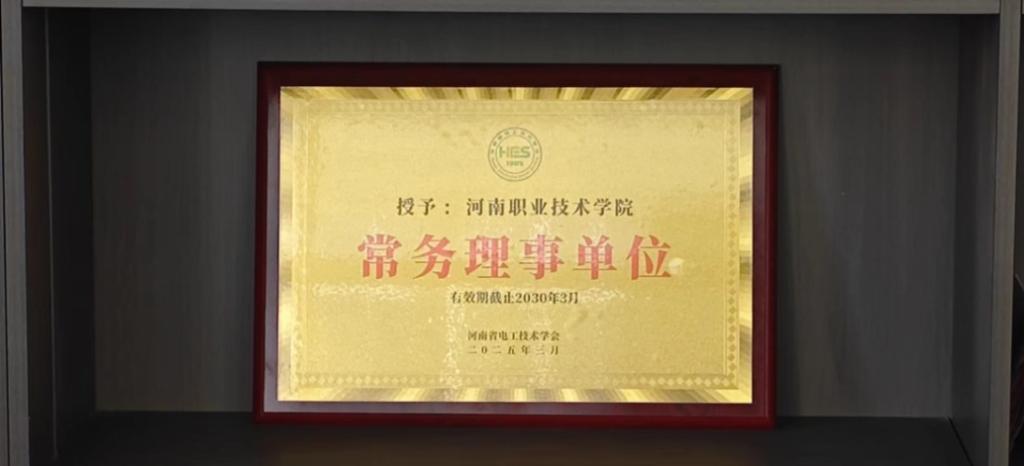 HES
授予：河南职业技术学院
常务理事单位
有效期截止2030年3月
河南省电工技术学会
二〇二五年三月